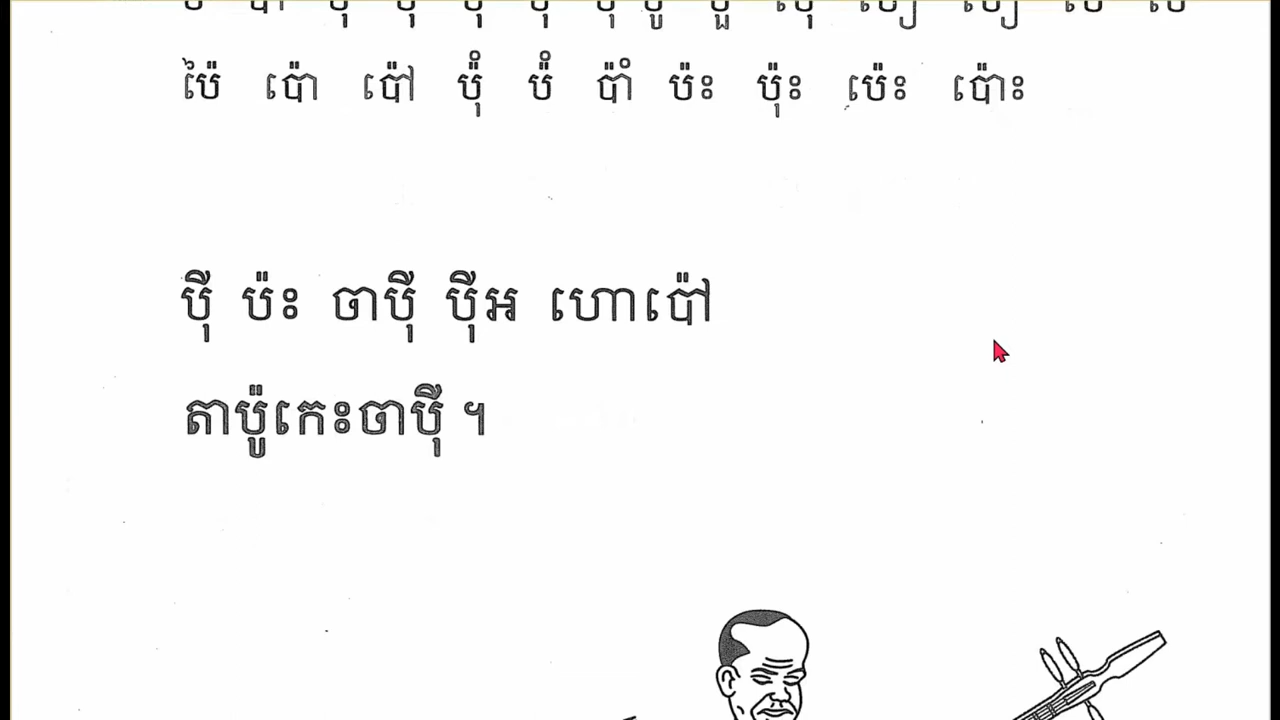 ប៉ៃ ប៉ោ ប៉ៅ ប៉ុំ ប៉ំ ប៉ាំ ប៉ះ ប៉ុះ ប៉េះ ប៉ោះ
ប៉ី ប៉ះ ចាប៉ី ប៉ីអ ហោប៉ៅ
តាប៉ូកេះចាប៉ី ។